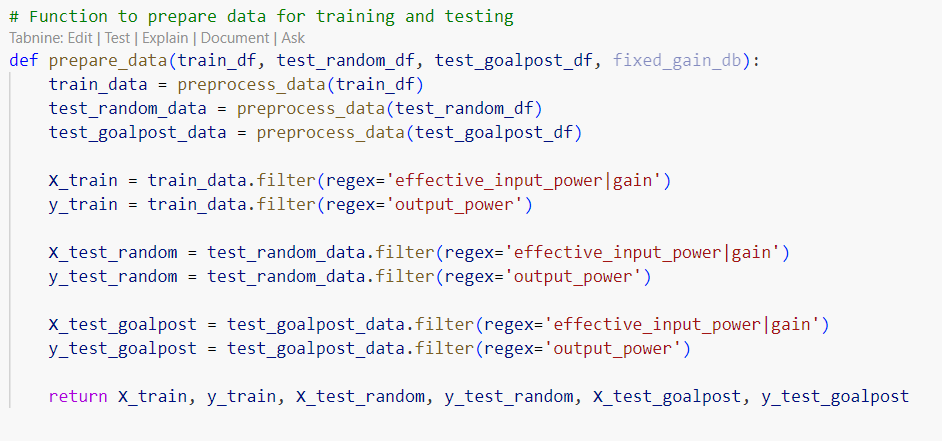 # Function to prepare data for training and testing
Tabnine: Edit | Test | Explain | Document | Ask
def prepare_data(train_df, test_random_df, test_goalpost_df, fixed_gain_db):
    train_data = preprocess_data(train_df)
    test_random_data = preprocess_data(test_random_df)
    test_goalpost_data = preprocess_data(test_goalpost_df)

    X_train = train_data.filter(regex='effective_input_power|gain')
    y_train = train_data.filter(regex='output_power')

    X_test_random = test_random_data.filter(regex='effective_input_power|gain')
    y_test_random = test_random_data.filter(regex='output_power')

    X_test_goalpost = test_goalpost_data.filter(regex='effective_input_power|gain')
    y_test_goalpost = test_goalpost_data.filter(regex='output_power')

    return X_train, y_train, X_test_random, y_test_random, X_test_goalpost, y_test_goalpost